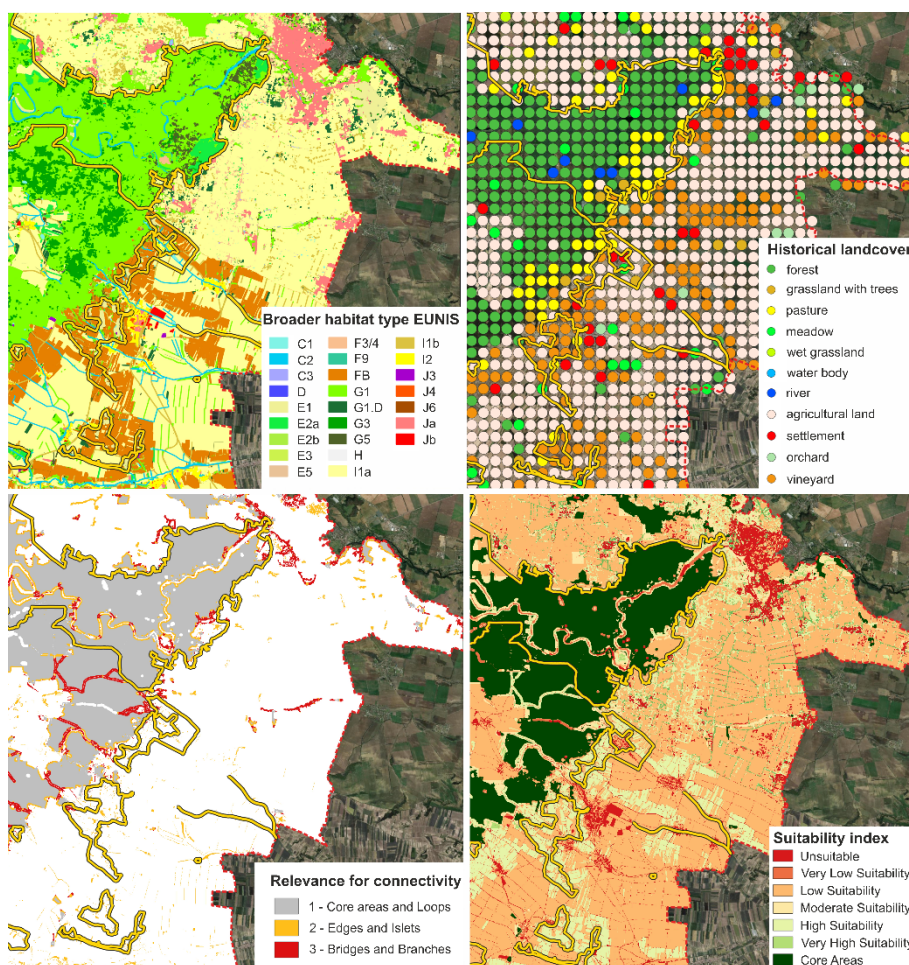 Broader habitat type EUNIS
C1 F3/4 I1b
C2 F9 I2
C3 FB J3
D G1 J4
E1 G1.D J6
E2a G3 Ja
E2b G5 Jb
E3 H
E5 I1a
Historical landcover
forest
grassland with trees
pasture
meadow
wet grassland
water body
river
agricultural land
settlement
orchard
vineyard
Relevance for connectivity
1 - Core areas and Loops
2 - Edges and Islets
3 - Bridges and Branches
Suitability index
Unsuitable
Very Low Suitability
Low Suitability
Moderate Suitability
High Suitability
Very High Suitability
Core Areas